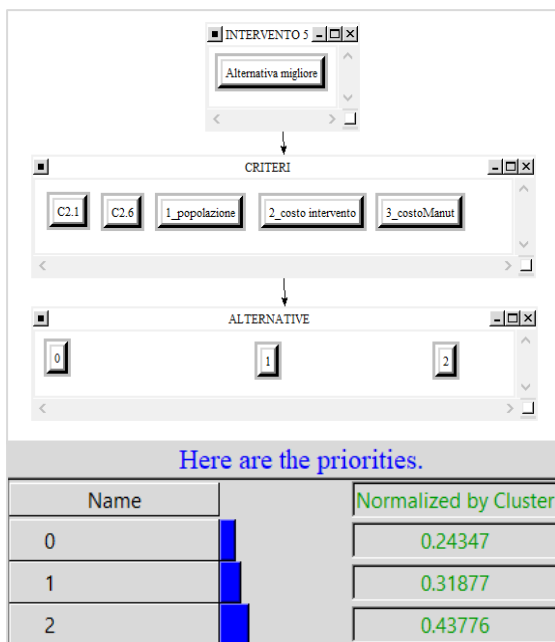 INTERVENTO 5
Alternativa migliore
CRITERI
C2.1 C2.6 1_popolazione 2_costo intervento 3_costoManut
ALTERNATIVE
0 1 2
Here are the priorities.
Name Normalized by Cluster
0 0.24347
1 0.31877
2 0.43776